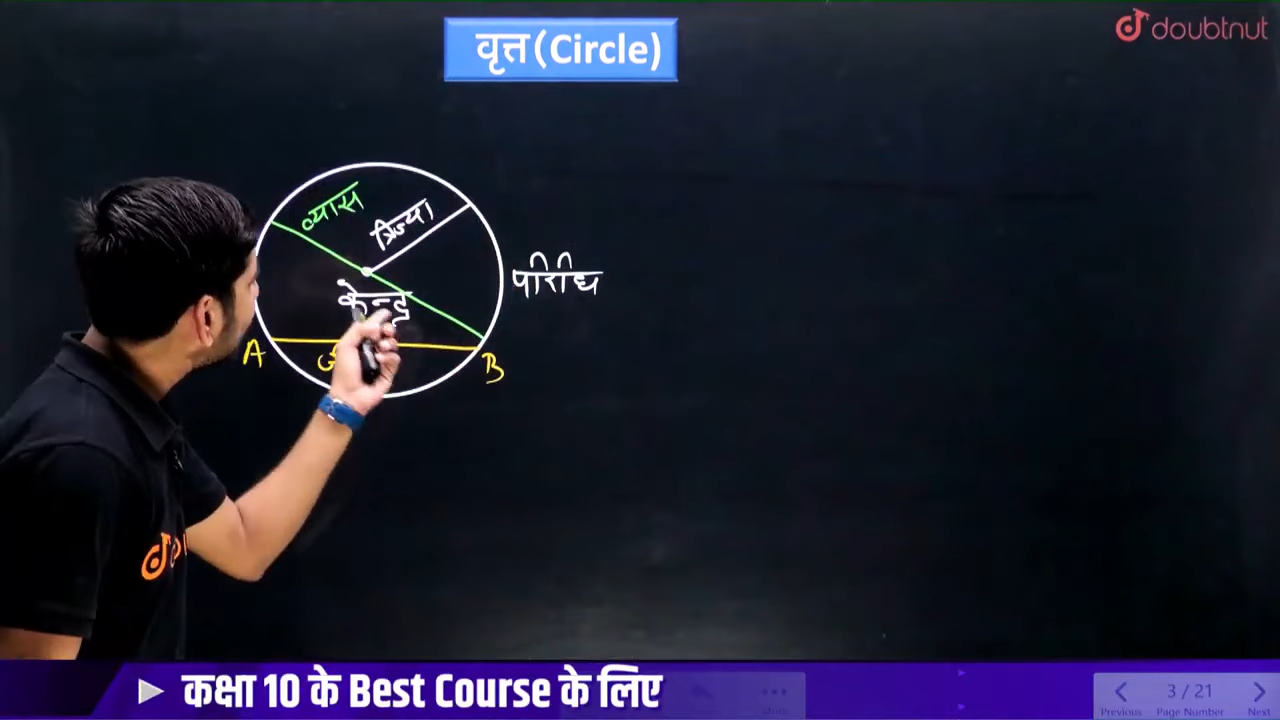 वृत्त (Circle)
doubtnut
व्यास
त्रिज्या
केन्द्र
परिधि
A
B
कक्षा 10 के Best Course के लिए
3 / 21
Previous Page Number Next